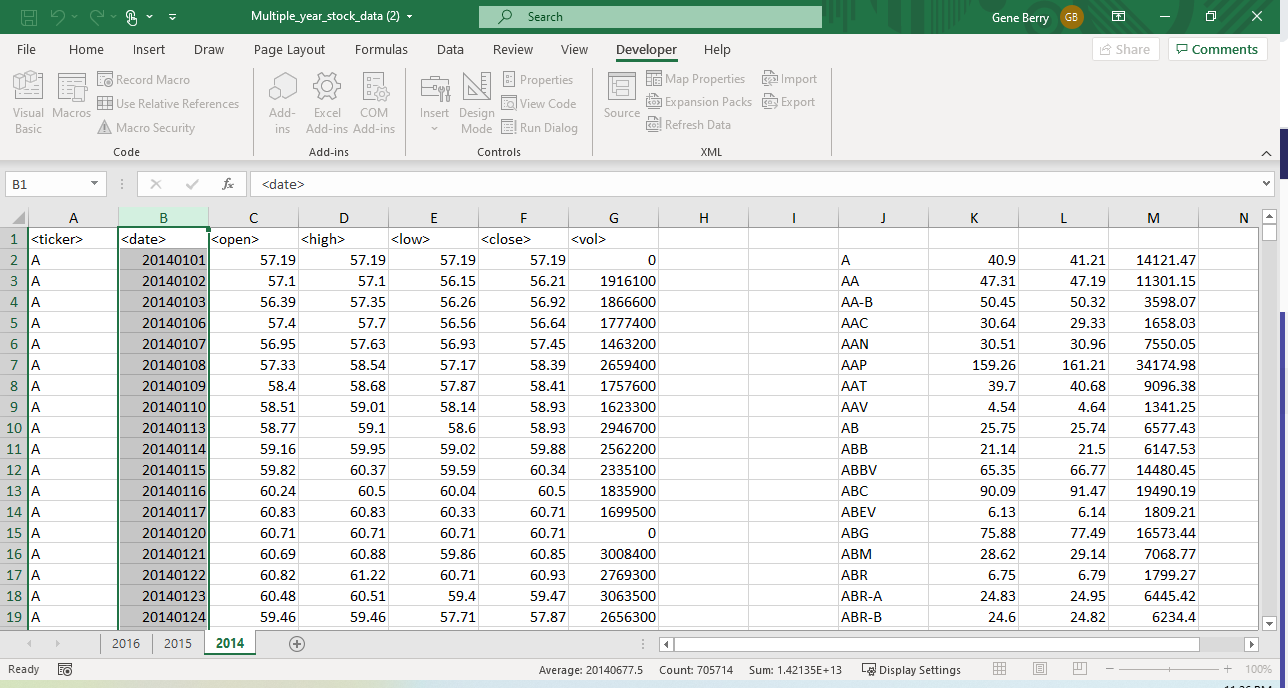 Multiple_year_stock_data (2)
Search
Gene Berry GB
File Home Insert Draw Page Layout Formulas Data Review View Developer Help
Share Comments
Visual Basic
Macros
Record Macro
Use Relative References
Macro Security
Code
Add-ins
Excel Add-ins
COM Add-ins
Add-ins
Insert
Design Mode
Properties
View Code
Run Dialog
Controls
Source
Map Properties
Expansion Packs
Refresh Data
Import
Export
XML
B1 fx <date>
A B C D E F G H I J K L M N
1 <ticker> <date> <open> <high> <low> <close> <vol>
2 A 20140101 57.19 57.19 57.19 57.19 0 A 40.9 41.21 14121.47
3 A 20140102 57.1 57.1 56.15 56.21 1916100 AA 47.31 47.19 11301.15
4 A 20140103 56.39 57.35 56.26 56.92 1866600 AA-B 50.45 50.32 3598.07
5 A 20140106 57.4 57.7 56.56 56.64 1777400 AAC 30.64 29.33 1658.03
6 A 20140107 56.95 57.63 56.93 57.45 1463200 AAN 30.51 30.96 7550.05
7 A 20140108 57.33 58.54 57.17 58.39 2659400 AAP 159.26 161.21 34174.98
8 A 20140109 58.4 58.68 57.87 58.41 1757600 AAT 39.7 40.68 9096.38
9 A 20140110 58.51 59.01 58.14 58.93 1623300 AAV 4.54 4.64 1341.25
10 A 20140113 58.77 59.1 58.6 58.93 2946700 AB 25.75 25.74 6577.43
11 A 20140114 59.16 59.95 59.02 59.88 2562200 ABB 21.14 21.5 6147.53
12 A 20140115 59.82 60.37 59.59 60.34 2335100 ABBV 65.35 66.77 14480.45
13 A 20140116 60.24 60.5 60.04 60.5 1835900 ABC 90.09 91.47 19490.19
14 A 20140117 60.83 60.83 60.33 60.71 1699500 ABEV 6.13 6.14 1809.21
15 A 20140120 60.71 60.71 60.71 60.71 0 ABG 75.88 77.49 16573.44
16 A 20140121 60.69 60.88 59.86 60.85 3008400 ABM 28.62 29.14 7068.77
17 A 20140122 60.82 61.22 60.71 60.93 2769300 ABR 6.75 6.79 1799.27
18 A 20140123 60.48 60.51 59.4 59.47 3063500 ABR-A 24.83 24.95 6445.42
19 A 20140124 59.46 59.46 57.71 57.87 2656300 ABR-B 24.6 24.82 6234.4
2016 2015 2014
Ready Average: 20140677.5 Count: 705714 Sum: 1.42135E+13 Display Settings 100%